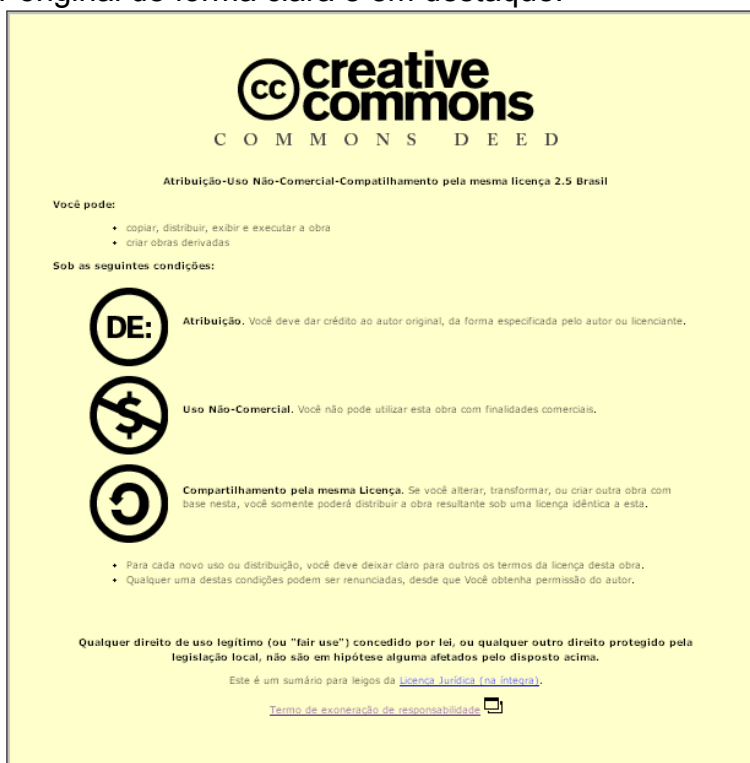 original de forma clara e em destaque.
cc creative
commons
COMMONS DEED
Atribuição-Uso Não-Comercial-Compatilhamento pela mesma licença 2.5 Brasil
Você pode:
• copiar, distribuir, exibir e executar a obra
• criar obras derivadas
Sob as seguintes condições:
DE:
Atribuição. Você deve dar crédito ao autor original, da forma especificada pelo autor ou licenciante.
$
Uso Não-Comercial. Você não pode utilizar esta obra com finalidades comerciais.
Compartilhamento pela mesma Licença. Se você alterar, transformar, ou criar outra obra com
base nesta, você somente poderá distribuir a obra resultante sob uma licença idêntica a esta.
• Para cada novo uso ou distribuição, você deve deixar claro para outros os termos da licença desta obra.
• Qualquer uma destas condições podem ser renunciadas, desde que Você obtenha permissão do autor.
Qualquer direito de uso legítimo (ou "fair use") concedido por lei, ou qualquer outro direito protegido pela
legislação local, não são em hipótese alguma afetados pelo disposto acima.
Este é um sumário para leigos da Licença Jurídica (na íntegra).
Termo de exoneração de responsabilidade